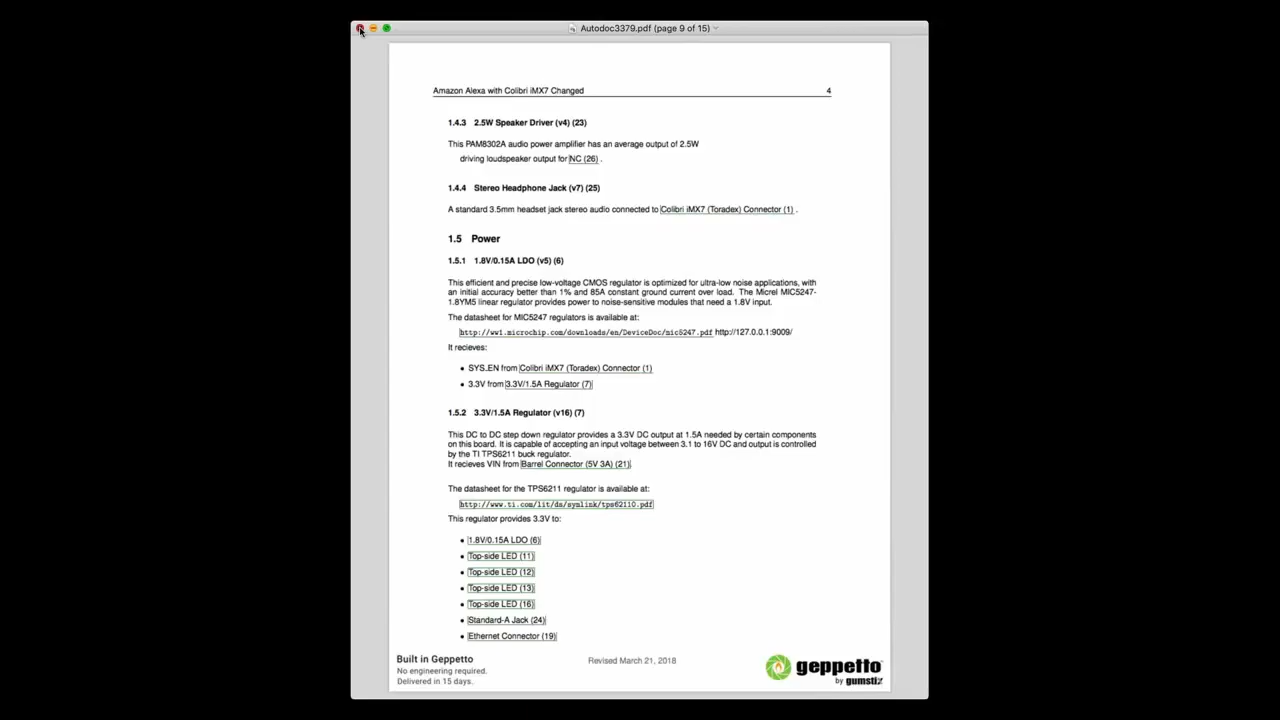 Autodoc3379.pdf (page 9 of 15)
Amazon Alexa with Colibri iMX7 Changed 4
1.4.3 2.5W Speaker Driver (v4) (23)
This PAM8302A audio power amplifier has an average output of 2.5W
driving loudspeaker output for NC (26) .
1.4.4 Stereo Headphone Jack (v7) (25)
A standard 3.5mm headset jack stereo audio connected to Colibri iMX7 (Toradex) Connector (1) .
1.5 Power
1.5.1 1.8V/0.15A LDO (v5) (6)
This efficient and precise low-voltage CMOS regulator is optimized for ultra-low noise applications, with
an initial accuracy better than 1% and 85A constant ground current over load. The Micrel MIC5247-
1.8YM5 linear regulator provides power to noise-sensitive modules that need a 1.8V input.
The datasheet for MIC5247 regulators is available at:
http://ww1.microchip.com/downloads/en/DeviceDoc/mic5247.pdf http://127.0.0.1:9009/
It recieves:
• SYS_EN from Colibri iMX7 (Toradex) Connector (1)
• 3.3V from 3.3V/1.5A Regulator (7)
1.5.2 3.3V/1.5A Regulator (v16) (7)
This DC to DC step down regulator provides a 3.3V DC output at 1.5A needed by certain components
on this board. It is capable of accepting an input voltage between 3.1 to 16V DC and output is controlled
by the TI TPS6211 buck regulator.
It recieves VIN from Barrel Connector (5V 3A) (21)
The datasheet for the TPS6211 regulator is available at:
http://www.ti.com/lit/ds/symlink/tps62110.pdf
This regulator provides 3.3V to:
• 1.8V/0.15A LDO (6)
• Top-side LED (11)
• Top-side LED (12)
• Top-side LED (13)
• Top-side LED (16)
• Standard-A Jack (24)
• Ethernet Connector (19)
Built in Geppetto
No engineering required.
Delivered in 15 days.
Revised March 21, 2018
geppetto
by gumstix